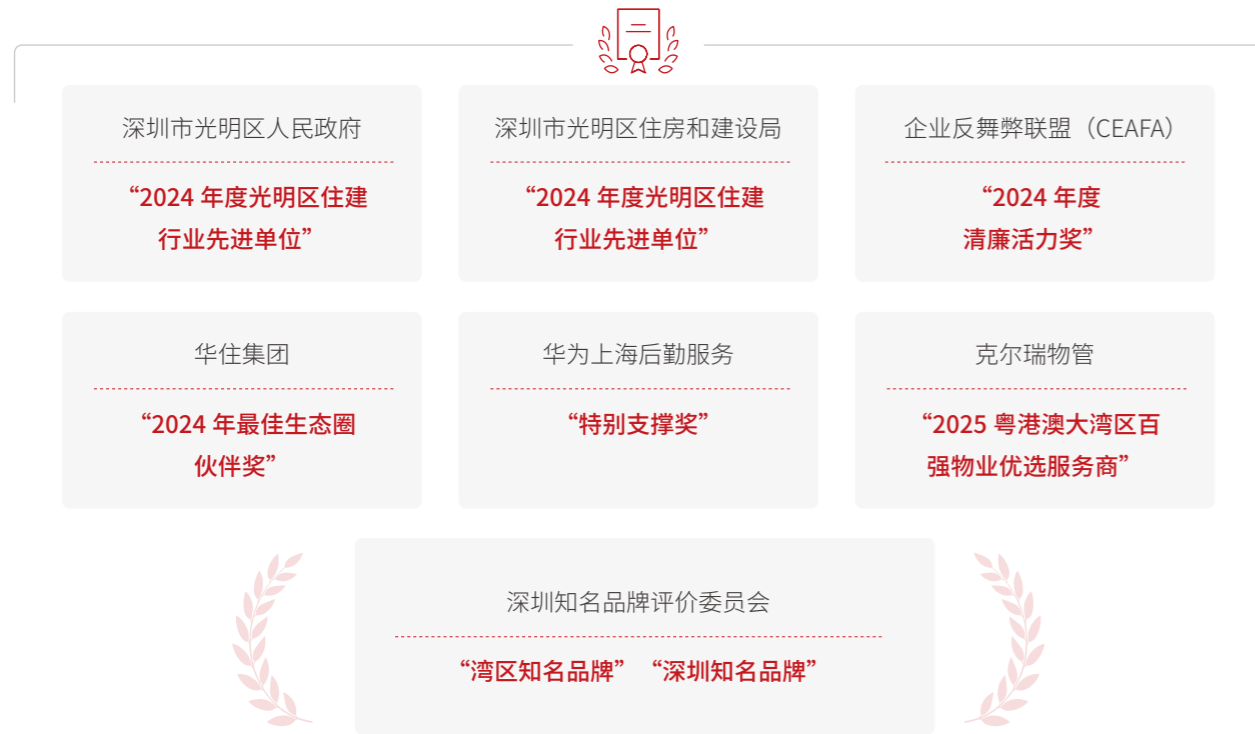 深圳市光明区人民政府
“2024 年度光明区住建
行业先进单位”
深圳市光明区住房和建设局
“2024 年度光明区住建
行业先进单位”
企业反舞弊联盟（CEAFA）
“2024 年度
清廉活力奖”
华住集团
“2024 年最佳生态圈
伙伴奖”
华为上海后勤服务
“特别支撑奖”
克尔瑞物管
“2025 粤港澳大湾区百
强物业优选服务商”
深圳知名品牌评价委员会
“湾区知名品牌” “深圳知名品牌”